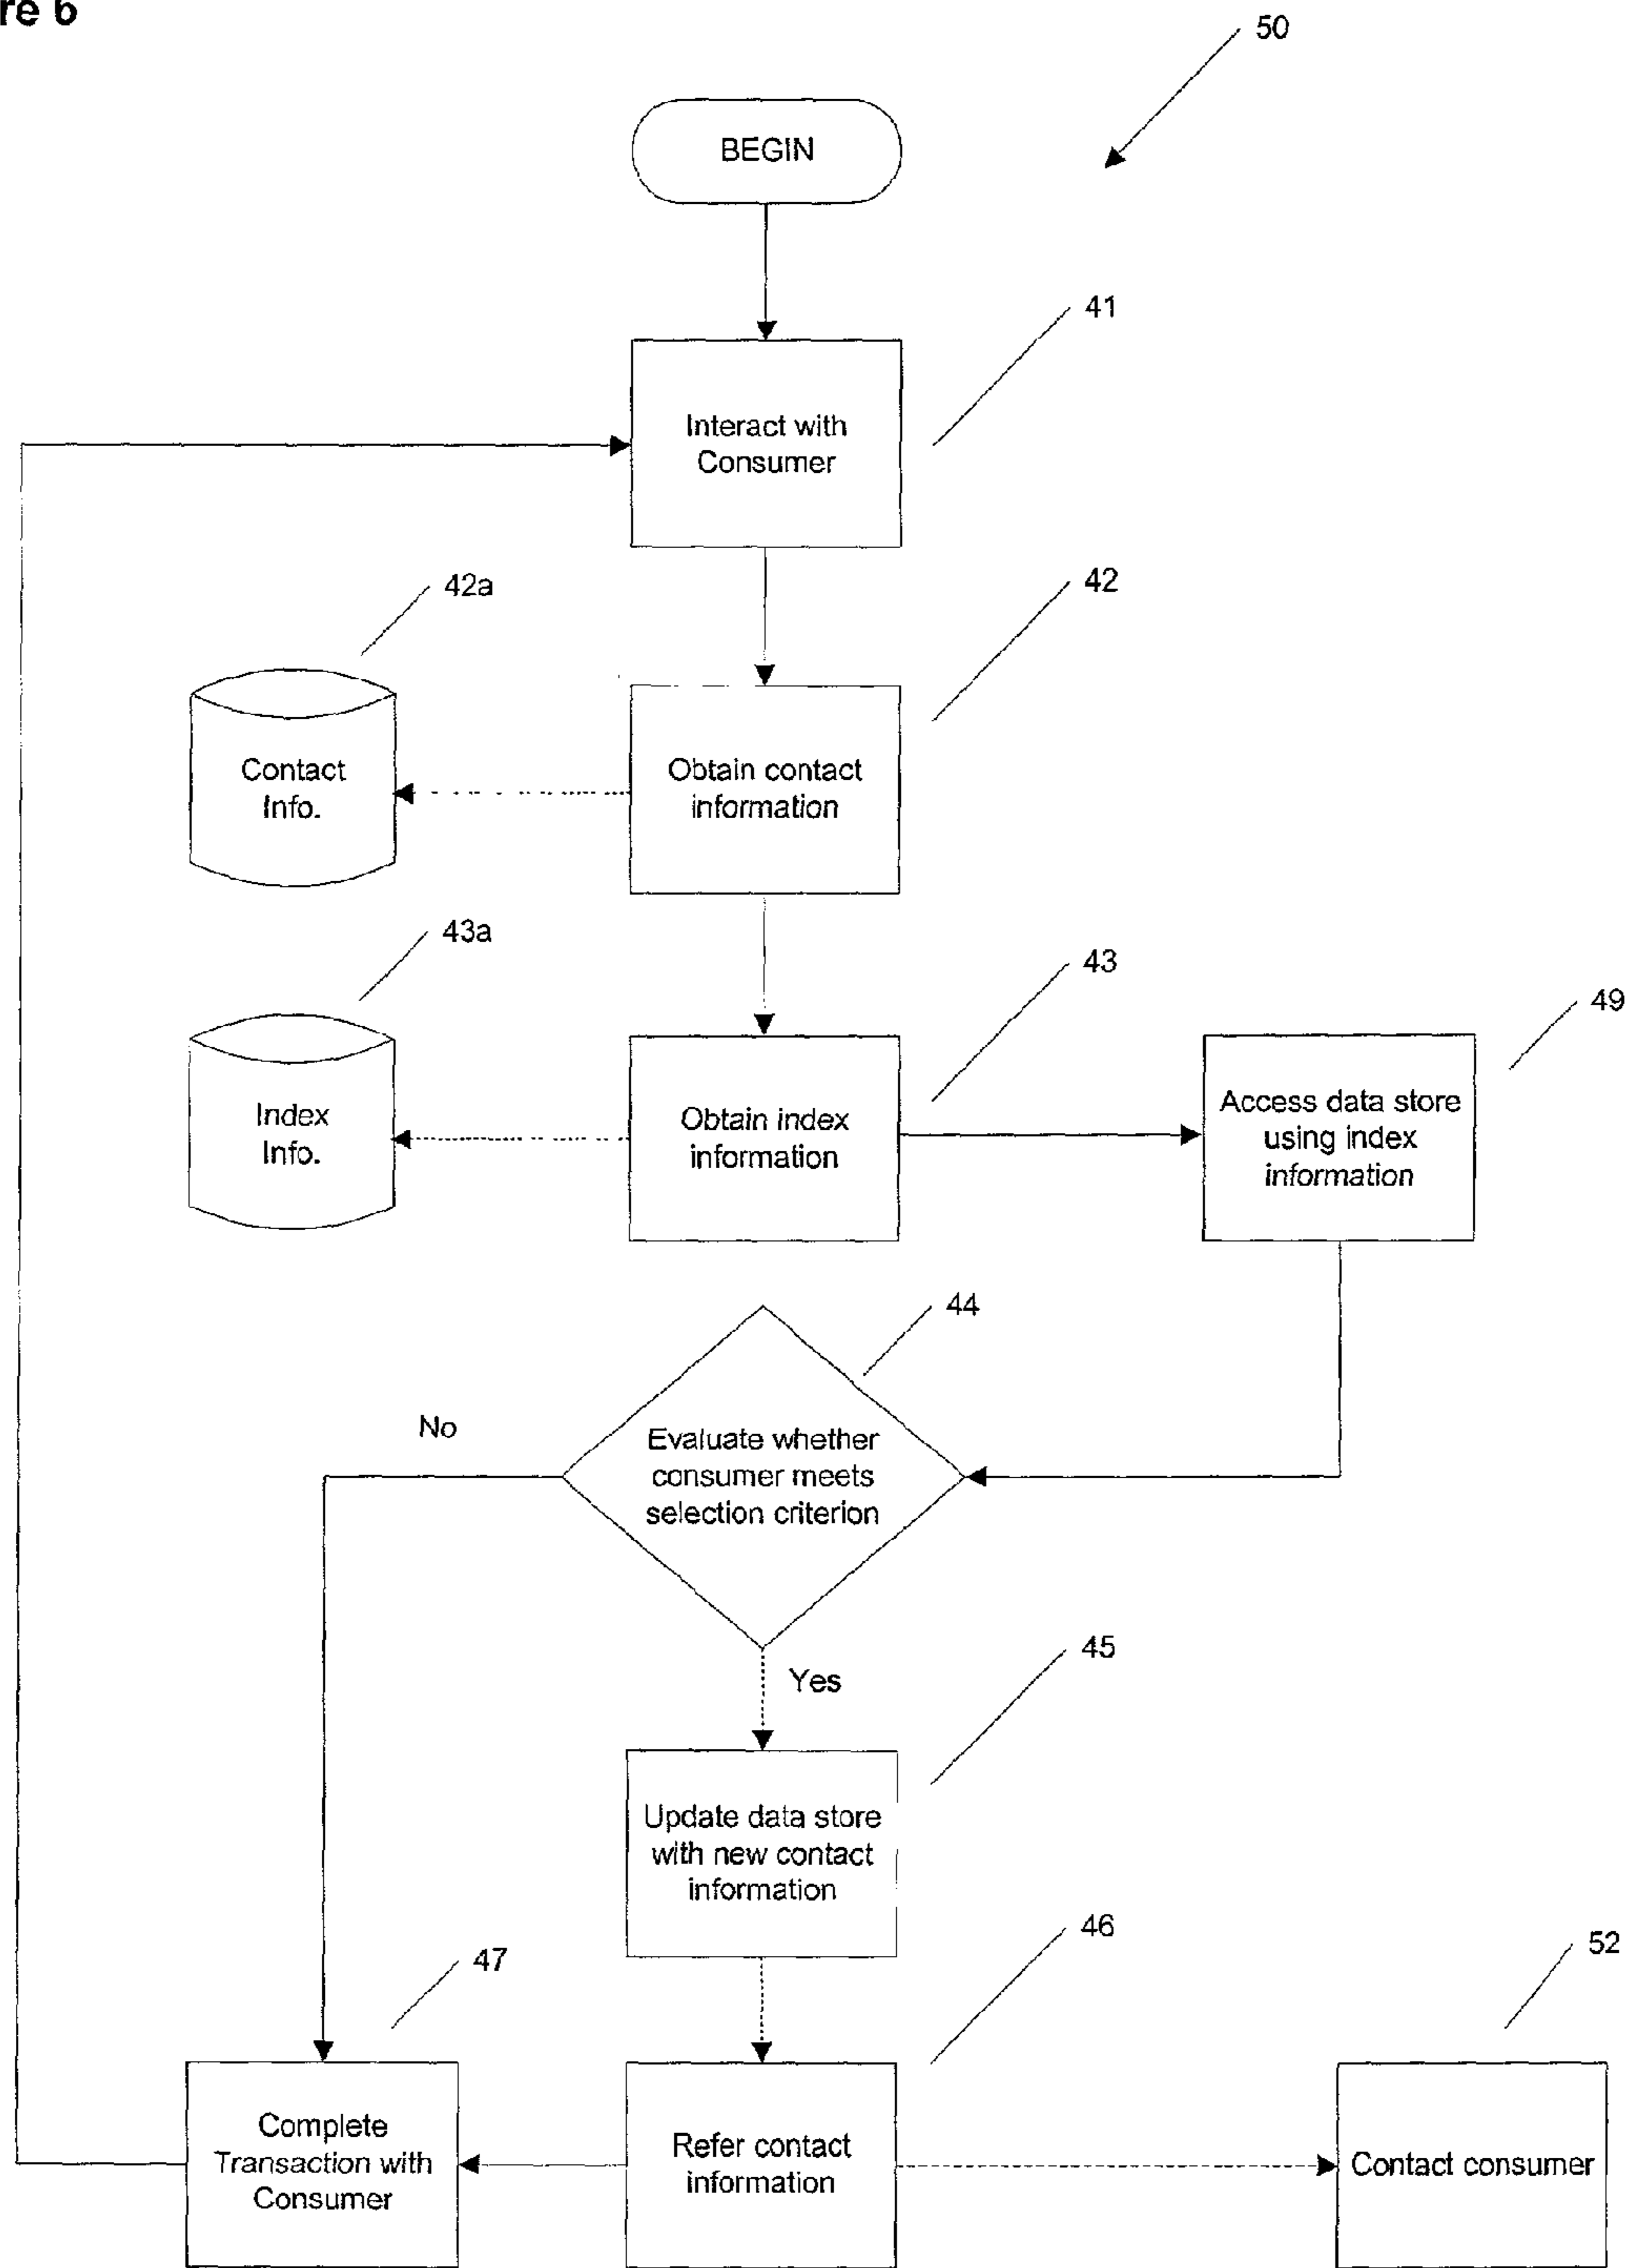 re 6
50
BEGIN
41
Interact with
Consumer
42a
42
Contact
Info.
Obtain contact
information
43a
43
49
Index
Info.
Obtain index
information
Access data store
using index
information
44
No
Evaluate whether
consumer meets
selection criterion
Yes
45
Update data store
with new contact
information
46
47
52
Complete
Transaction with
Consumer
Refer contact
information
Contact consumer